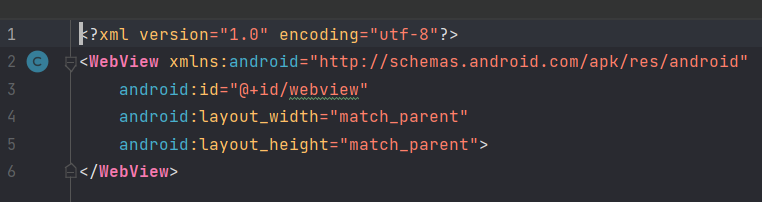 1 <?xml version="1.0" encoding="utf-8"?>
2 C <WebView xmlns:android="http://schemas.android.com/apk/res/android"
3 android:id="@+id/webview"
4 android:layout_width="match_parent"
5 android:layout_height="match_parent">
6 </WebView>